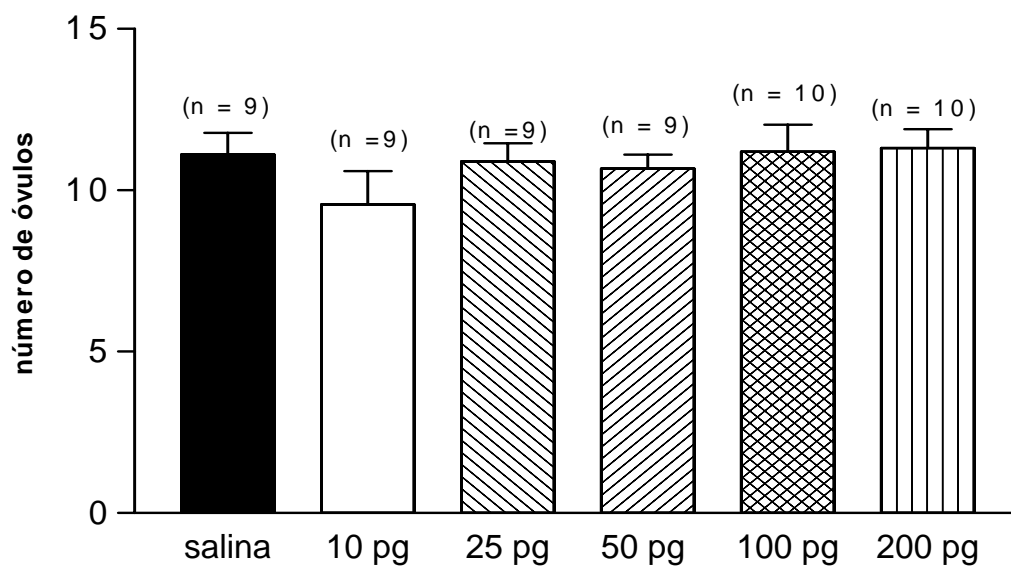 15
10
5
0
número de óvulos
(n = 9)
(n =9)
(n =9)
(n = 9)
(n = 10)
(n = 10)
salina 10 pg 25 pg 50 pg 100 pg 200 pg